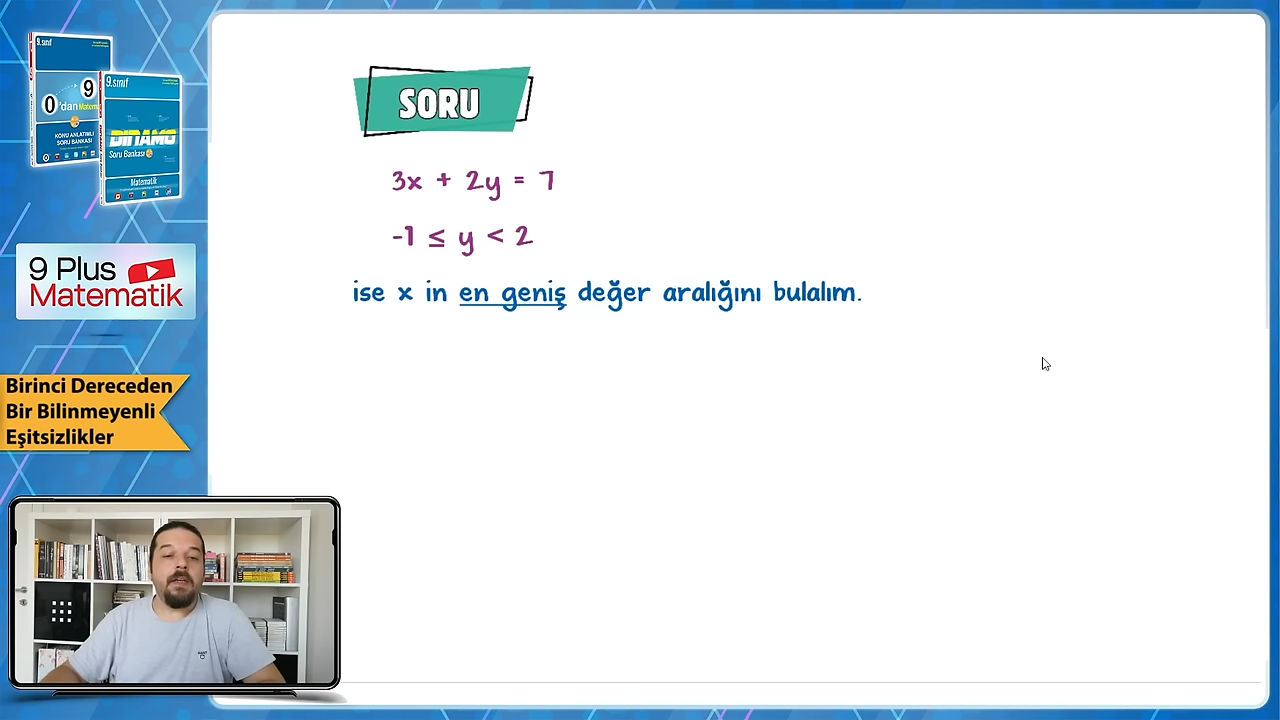 9.sınıf
0'dan 9
Matematik
KONU ANLATIMLI
SORU BANKASI
9.sınıf
DİNAMO
Soru Bankası
Matematik
9 Plus
Matematik
Birinci Dereceden
Bir Bilinmeyenli
Eşitsizlikler
SORU
3x + 2y = 7
-1 ≤ y < 2
ise x in en geniş değer aralığını bulalım.